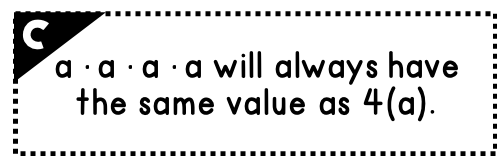 C
a · a · a · a will always have
the same value as 4(a).